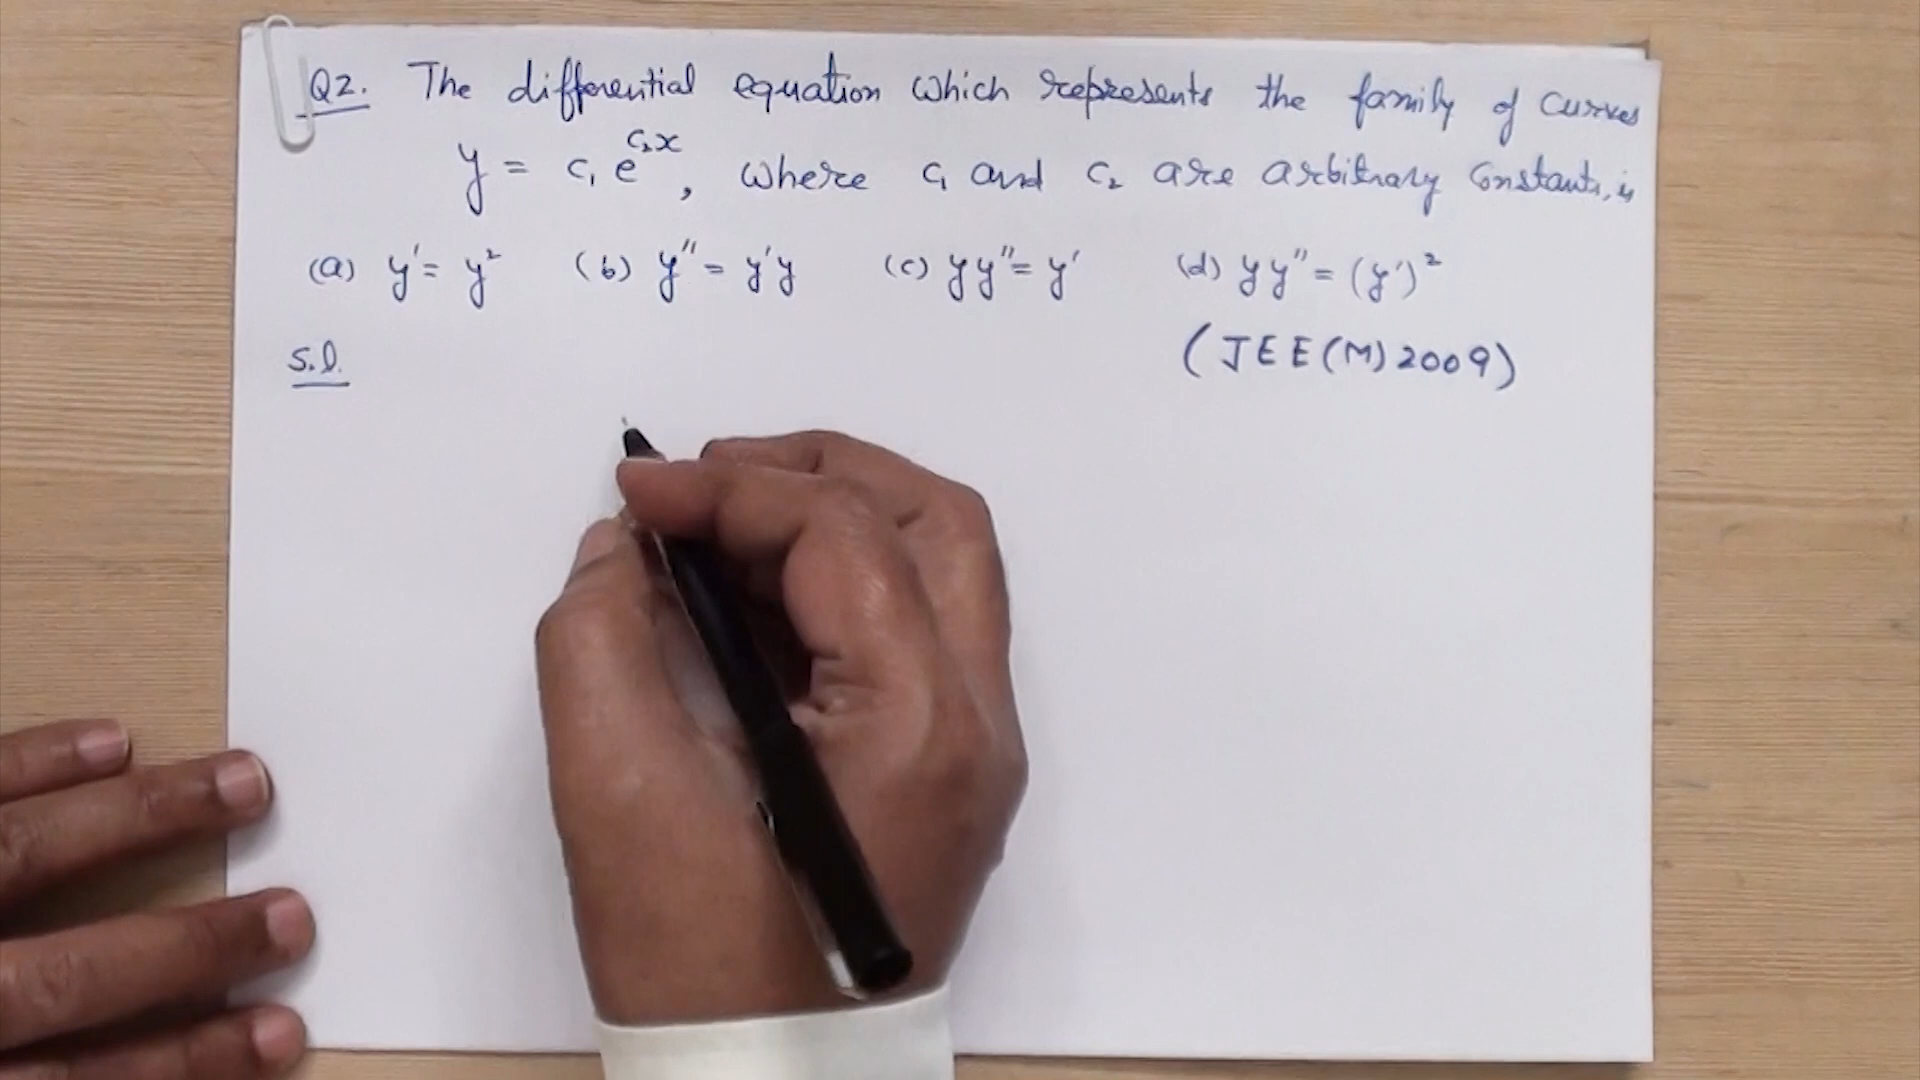 Q2. The differential equation which represents the family of curves
y = c₁ e^{c₂x}, where c₁ and c₂ are arbitrary constants, is
(a) y' = y² (b) y'' = y'y (c) yy'' = y' (d) yy'' = (y')²
Sol. (JEE(M) 2009)